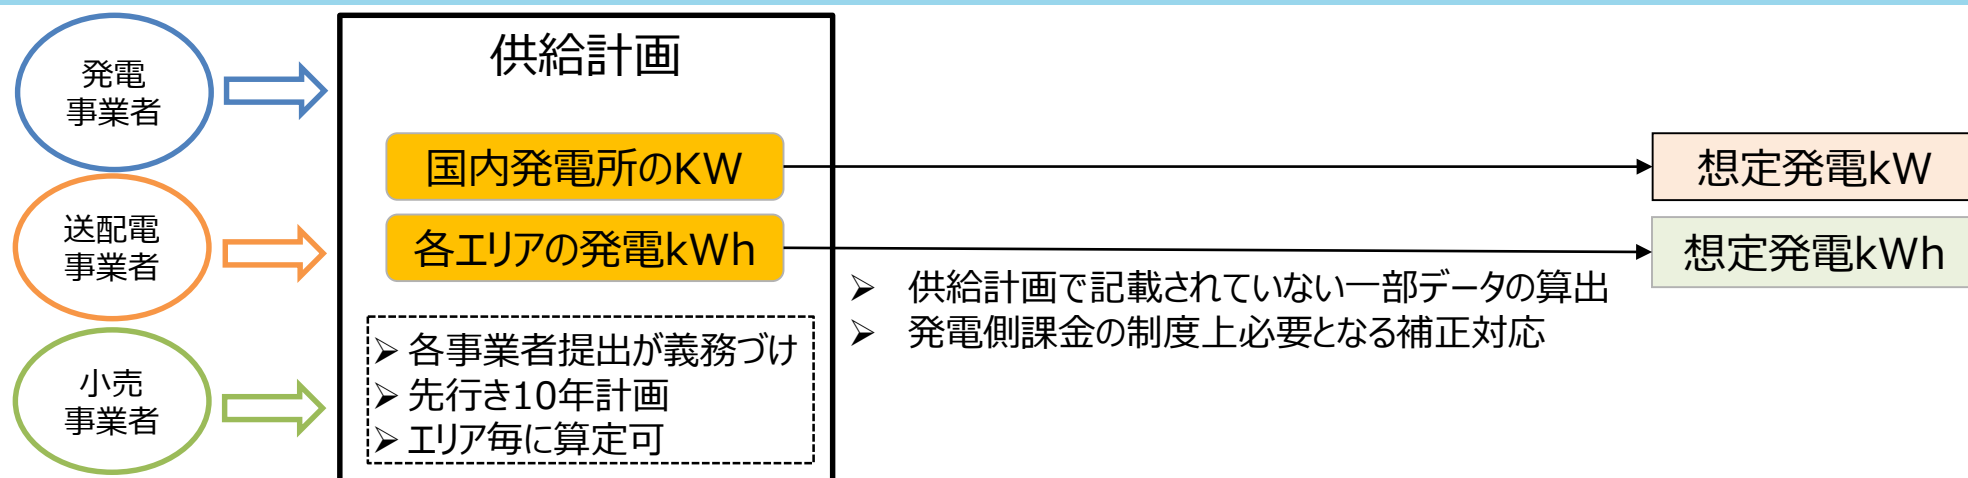 発電
事業者
送配電
事業者
小売
事業者
供給計画
国内発電所のKW
各エリアの発電kWh
➢ 各事業者提出が義務づけ
➢ 先行き10年計画
➢ エリア毎に算定可
➢ 供給計画で記載されていない一部データの算出
➢ 発電側課金の制度上必要となる補正対応
想定発電kW
想定発電kWh